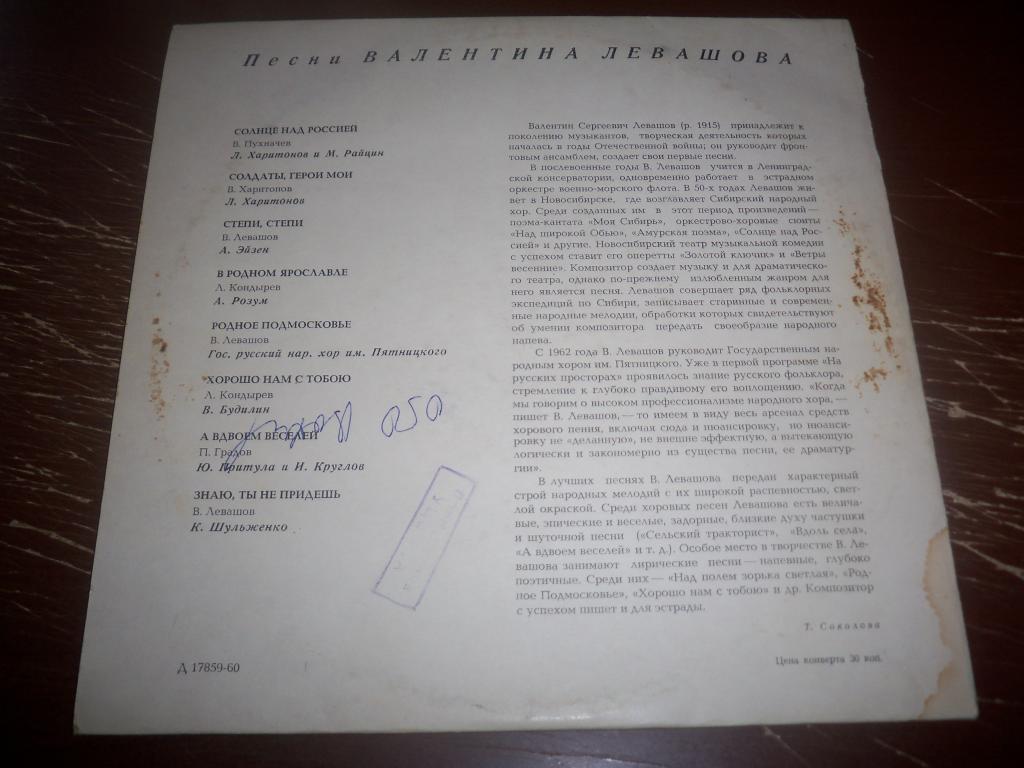 Песни ВАЛЕНТИНА ЛЕВАШОВА
СОЛНЦЕ НАД РОССИЕЙ
В. Пухначев
Л. Харитонов и М. Райцин
СОЛДАТЫ, ГЕРОИ МОИ
В. Харитонов
Л. Харитонов
СТЕПИ, СТЕПИ
В. Левашов
А. Эйзен
В РОДНОМ ЯРОСЛАВЛЕ
Л. Кондырев
А. Розум
РОДНОЕ ПОДМОСКОВЬЕ
В. Левашов
Гос. русский нар. хор им. Пятницкого
ХОРОШО НАМ С ТОБОЮ
Л. Кондырев
В. Будилин
А ВДВОЕМ ВЕСЕЛЕЙ
П. Градов
Ю. Притула и И. Круглов
ЗНАЮ, ТЫ НЕ ПРИДЕШЬ
В. Левашов
К. Шульженко
Д 17859-60
Валентин Сергеевич Левашов (р. 1915) принадлежит к
поколению музыкантов, творческая деятельность которых
началась в годы Отечественной войны; он руководит фрон-
товым ансамблем, создает свои первые песни.
В послевоенные годы В. Левашов учится в Ленинград-
ской консерватории, одновременно работает в эстрадном
оркестре военно-морского флота. В 50-х годах Левашов жи-
вет в Новосибирске, где возглавляет Сибирский народный
хор. Среди созданных им в этот период произведений —
поэма-кантата «Моя Сибирь», оркестрово-хоровые сюиты
«Над широкой Обью», «Амурская поэма», «Солнце над Рос-
сией» и другие. Новосибирский театр музыкальной комедии
с успехом ставит его оперетты «Золотой ключик» и «Ветры
весенние». Композитор создает музыку и для драматическо-
го театра, однако по-прежнему излюбленным жанром для
него является песня. Левашов совершает ряд фольклорных
экспедиций по Сибири, записывает старинные и современ-
ные народные мелодии, обработки которых свидетельствуют
об умении композитора передать своеобразие народного
напева.
С 1962 года В. Левашов руководит Государственным на-
родным хором им. Пятницкого. Уже в первой программе «На
русских просторах» проявилось знание русского фольклора,
стремление к глубоко правдивому его воплощению. «Когда
мы говорим о высоком профессионализме народного хора,—
пишет В. Левашов,— то имеем в виду весь арсенал средств
хорового пения, включая сюда и нюансировку, но нюанси-
ровку не «деланную», не внешне эффектную, а вытекающую
логически и закономерно из существа песни, ее драматур-
гии».
В лучших песнях В. Левашова передан характерный
строй народных мелодий с их широкой распевностью, свет-
лой окраской. Среди хоровых песен Левашова есть велича-
вые, эпические и веселые, задорные, близкие духу частушки
и шуточной песни («Сельский тракторист», «Вдоль села»,
«А вдвоем веселей» и т. д.). Особое место в творчестве В. Ле-
вашова занимают лирические песни — напевные, глубоко
поэтичные. Среди них — «Над полем зорька светлая», «Род-
ное Подмосковье», «Хорошо нам с тобою» и др. Композитор
с успехом пишет и для эстрады.
Т. Соколова
Цена конверта 30 коп.